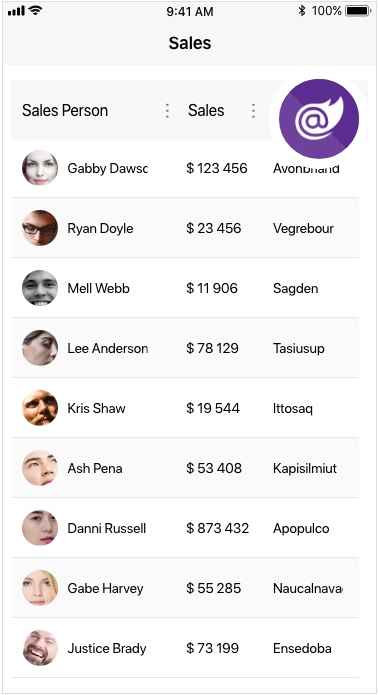 9:41 AM 100%
Sales
Sales Person Sales
Gabby Dawsc $ 123 456
Ryan Doyle $ 23 456 Vegrebour
Mell Webb $ 11 906 Sagden
Lee Anderson $ 78 129 Tasiusup
Kris Shaw $ 19 544 Ittosaq
Ash Pena $ 53 408 Kapisilmiut
Danni Russell $ 873 432 Apopulco
Gabe Harvey $ 55 285 Naucalnava
Justice Brady $ 73 199 Ensedoba